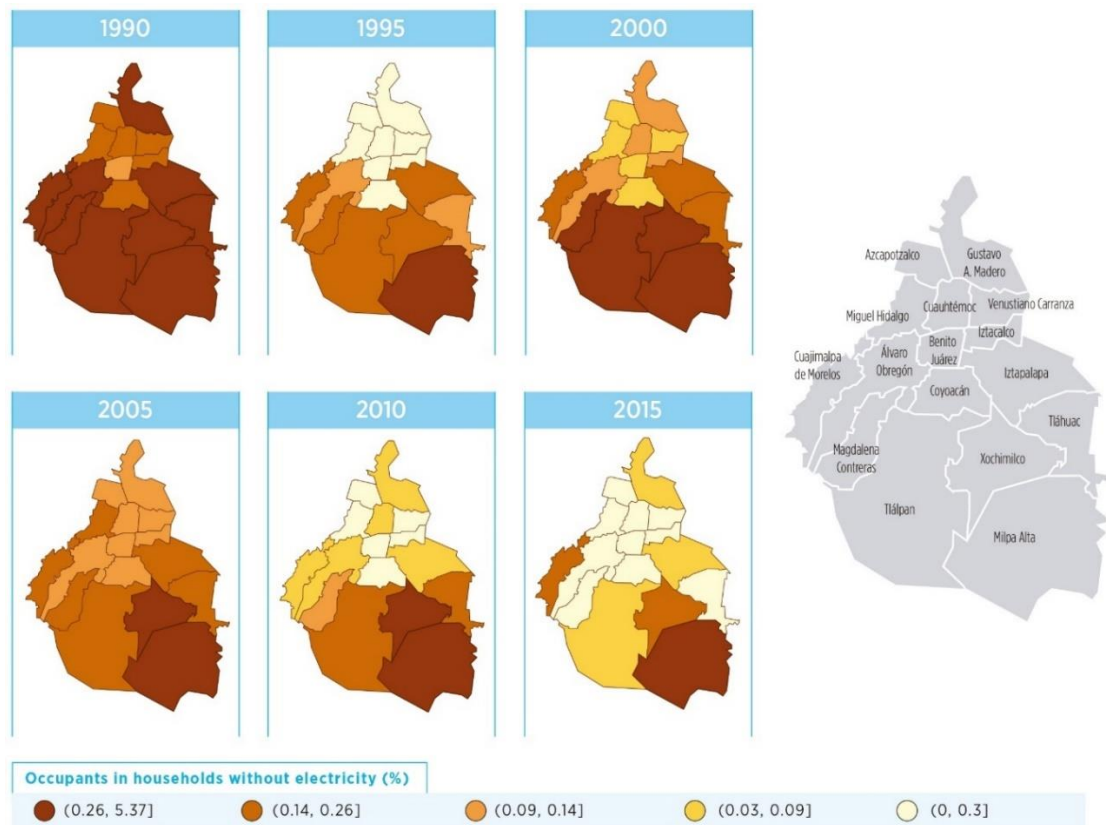 1990
1995
2000
2005
2010
2015
Azcapotzalco
Gustavo
A. Madero
Miguel Hidalgo
Cuauhtémoc
Venustiano Carranza
Iztacalco
Cuajimalpa
de Morelos
Álvaro
Obregón
Benito
Juárez
Iztapalapa
Coyoacán
Tláhuac
Magdalena
Contreras
Xochimilco
Tlálpan
Milpa Alta
Occupants in households without electricity (%)
(0.26, 5.37]
(0.14, 0.26]
(0.09, 0.14]
(0.03, 0.09]
(0, 0.3]